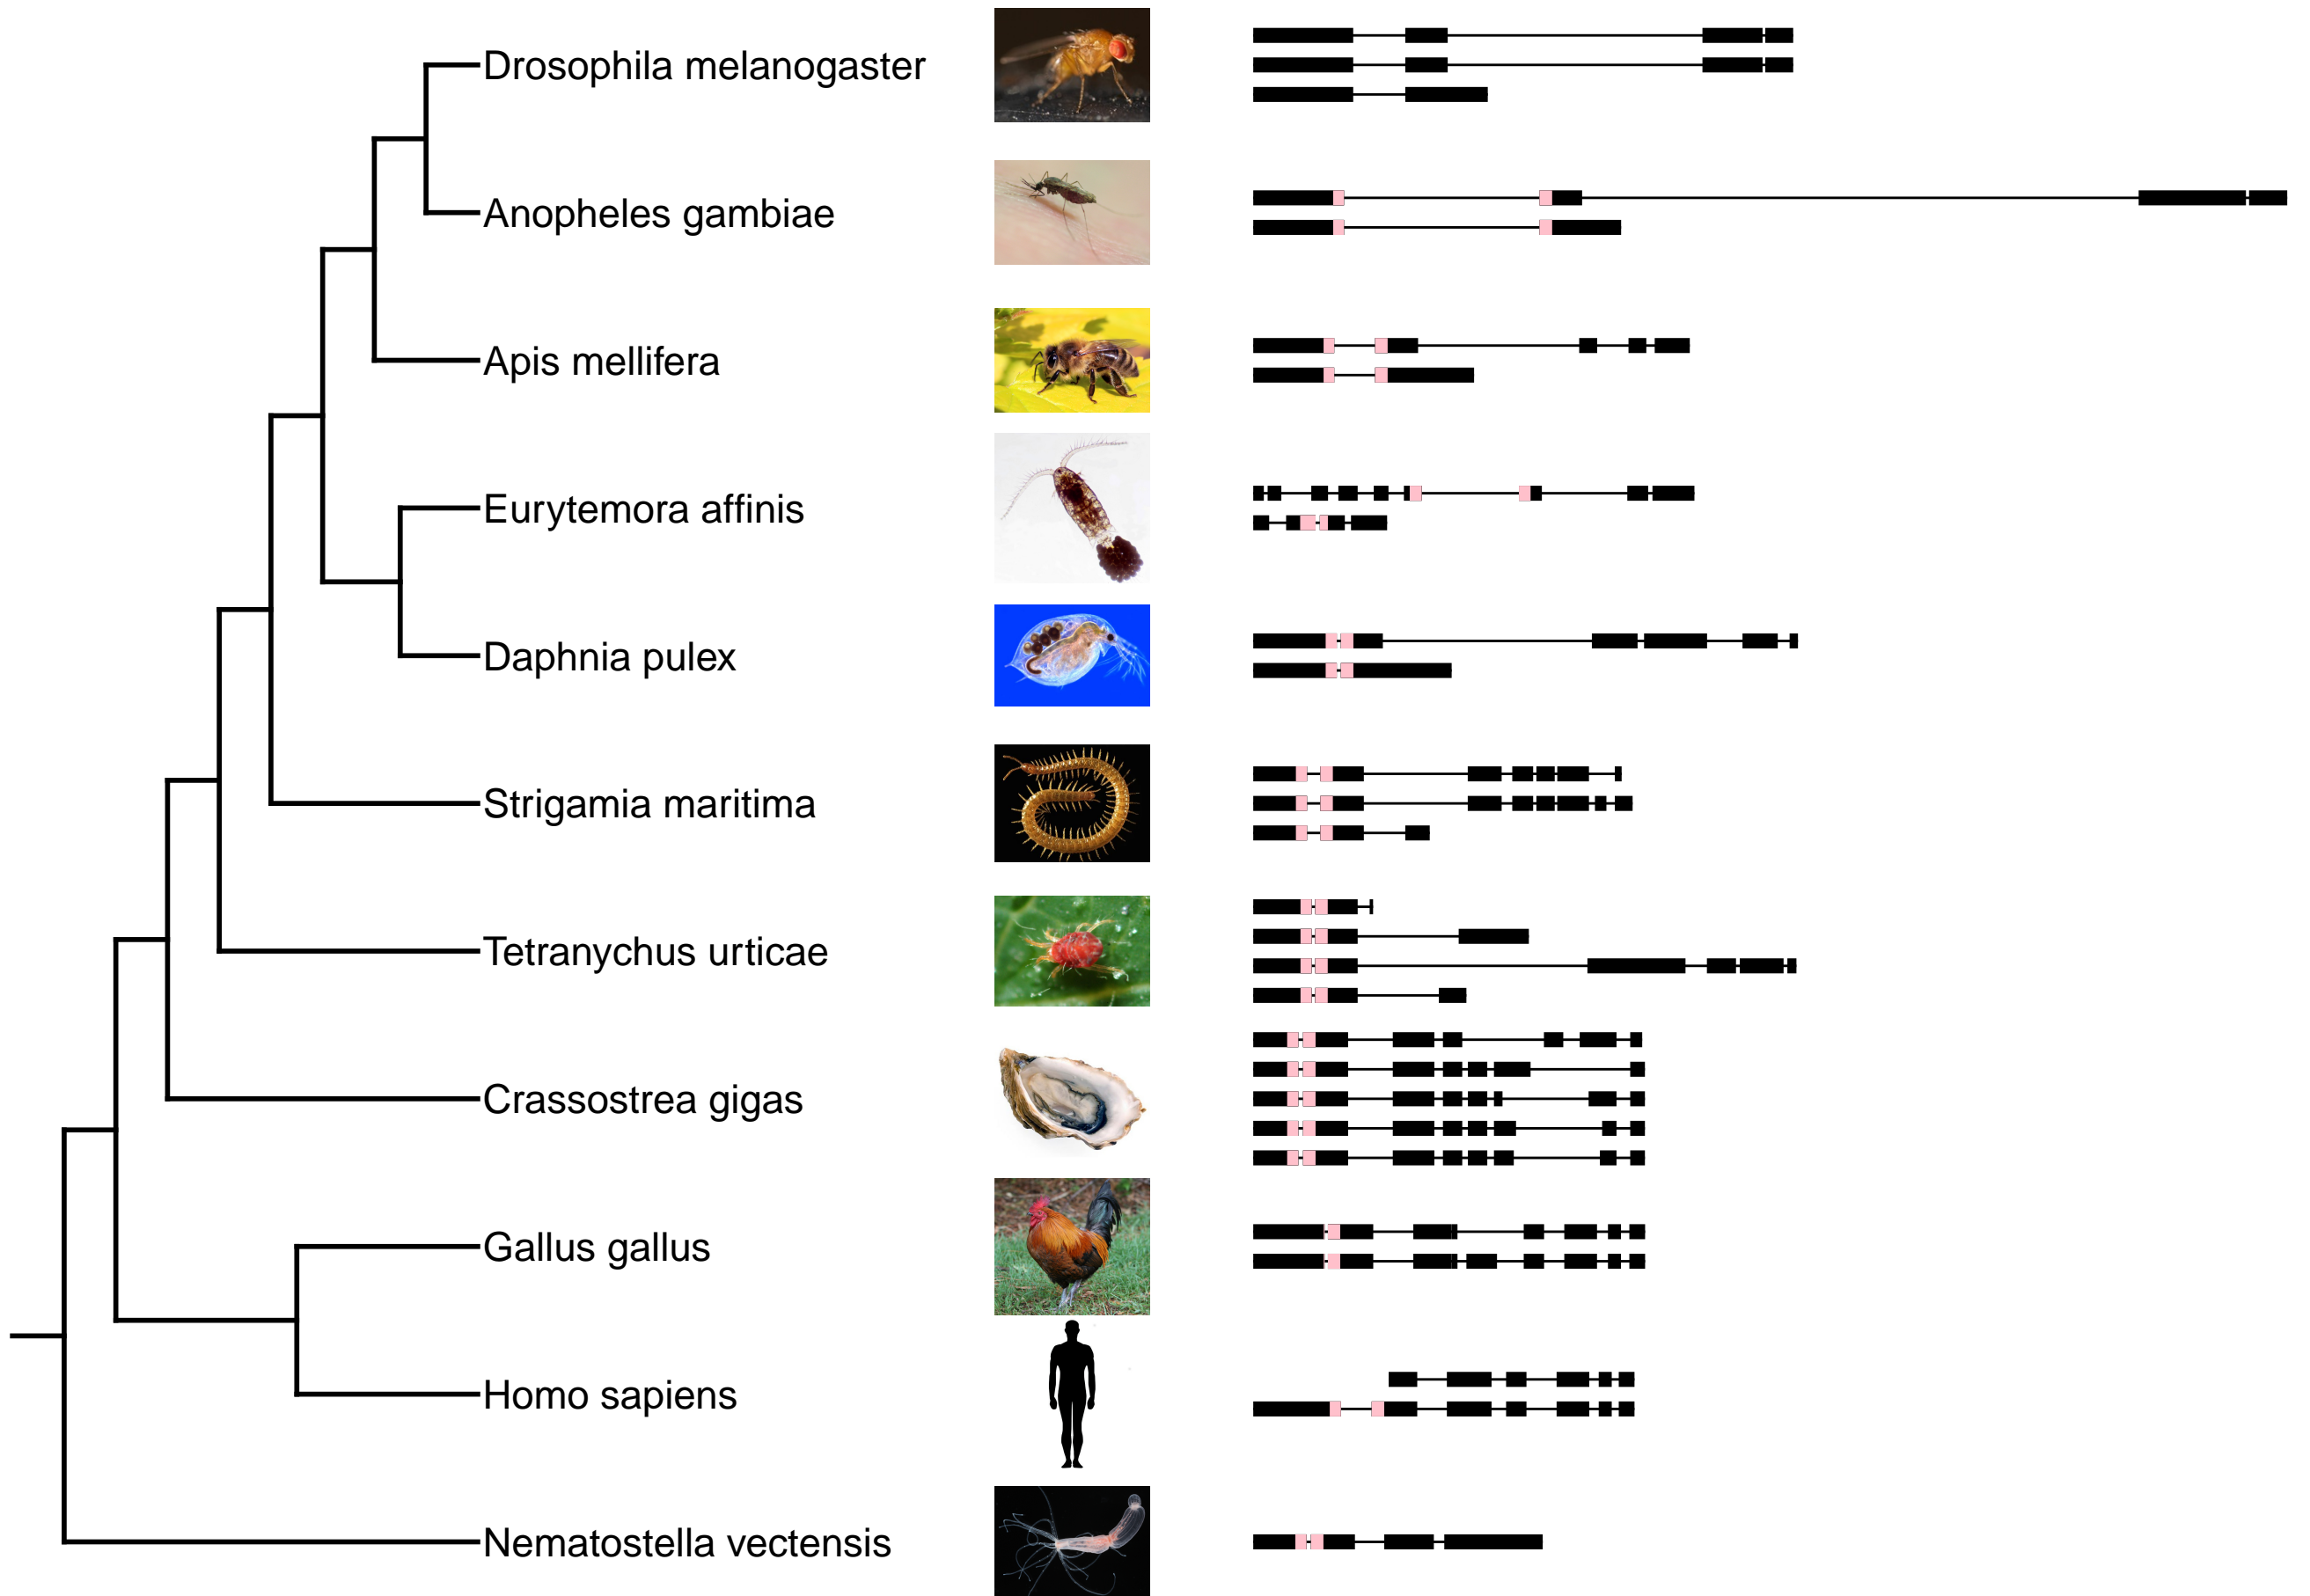 Drosophila melanogaster
Anopheles gambiae
Apis mellifera
Eurytemora affinis
Daphnia pulex
Strigamia maritima
Tetranychus urticae
Crassostrea gigas
Gallus gallus
Homo sapiens
Nematostella vectensis